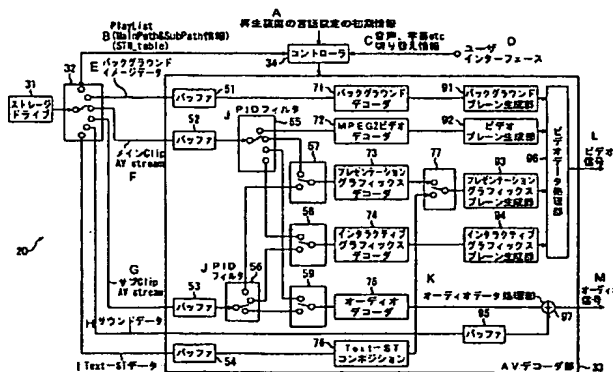 A
再生装置の言語設定の初期情報
PlayList
B (MainPath&SubPath情報)
(STN_table)
C 音声、字幕etc
切り換え情報
D
ユーザ
インターフェース
コントローラ
34
E バックグラウンド
イメージデータ
31
ストレージ
ドライブ
32
51
バッファ
71
バックグラウンド
デコーダ
91
バックグラウンド
プレーン生成部
J PIDフィルタ
55
52
バッファ
72
MPEG2ビデオ
デコーダ
92
ビデオ
プレーン生成部
96
ビデオデータ処理部
L
ビデオ
信号
メインClip
AV stream
F
57
73
プレゼンテーション
グラフィックス
デコーダ
77
93
プレゼンテーション
グラフィックス
プレーン生成部
58
74
インタラクティブ
グラフィックス
デコーダ
94
インタラクティブ
グラフィックス
プレーン生成部
20
G
サブClip
AV stream
J PID
フィルタ
56
53
バッファ
59
75
オーディオ
デコーダ
K
オーディオデータ処理部
97
M
オーディオ
信号
H サウンドデータ
95
バッファ
I Text-STデータ
54
バッファ
76
Text-ST
コンポジション
AVデコーダ部
33